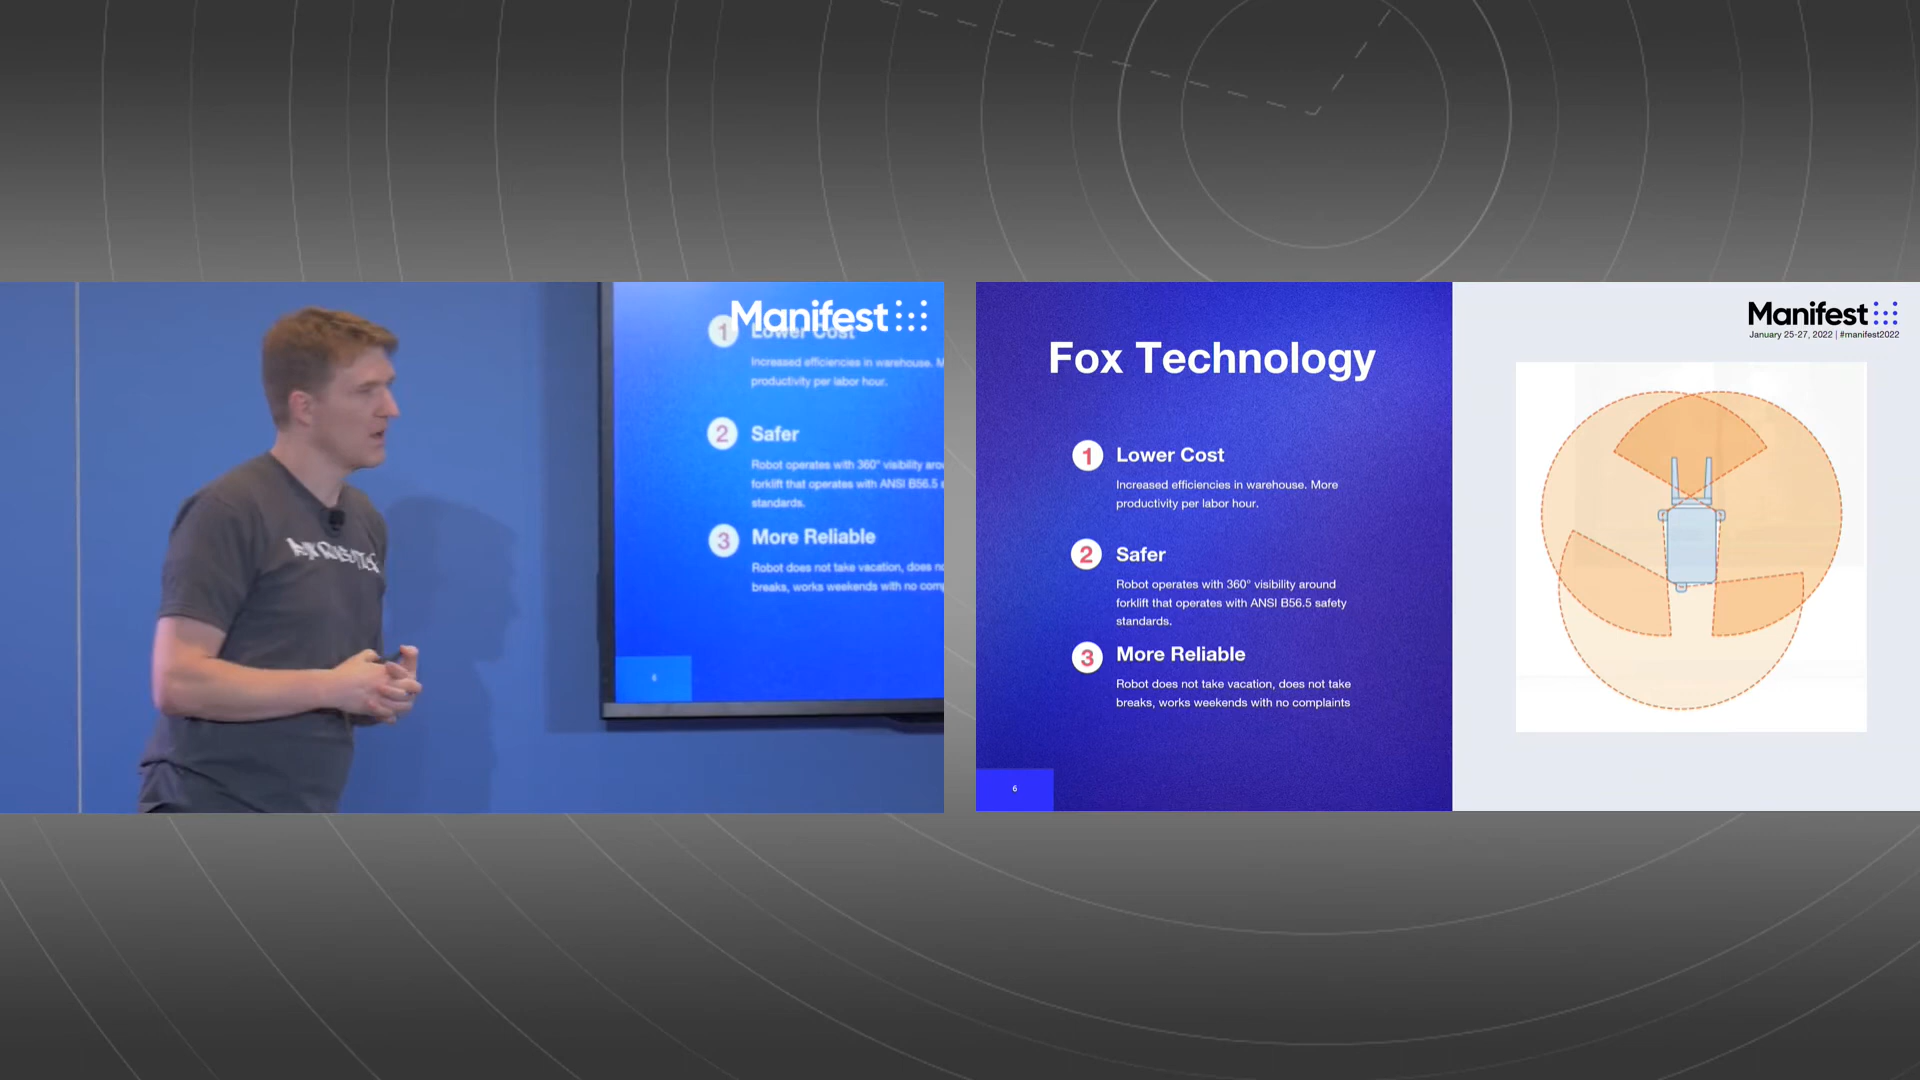 Manifest
1 Lower Cost
Increased efficiencies in warehouse. M
productivity per labor hour.
2 Safer
Robot operates with 360° visibility arou
forklift that operates with ANSI B56.5 s
standards.
3 More Reliable
Robot does not take vacation, does no
breaks, works weekends with no comp
6
Manifest
January 25-27, 2022 | #manifest2022
Fox Technology
1 Lower Cost
Increased efficiencies in warehouse. More
productivity per labor hour.
2 Safer
Robot operates with 360° visibility around
forklift that operates with ANSI B56.5 safety
standards.
3 More Reliable
Robot does not take vacation, does not take
breaks, works weekends with no complaints
6